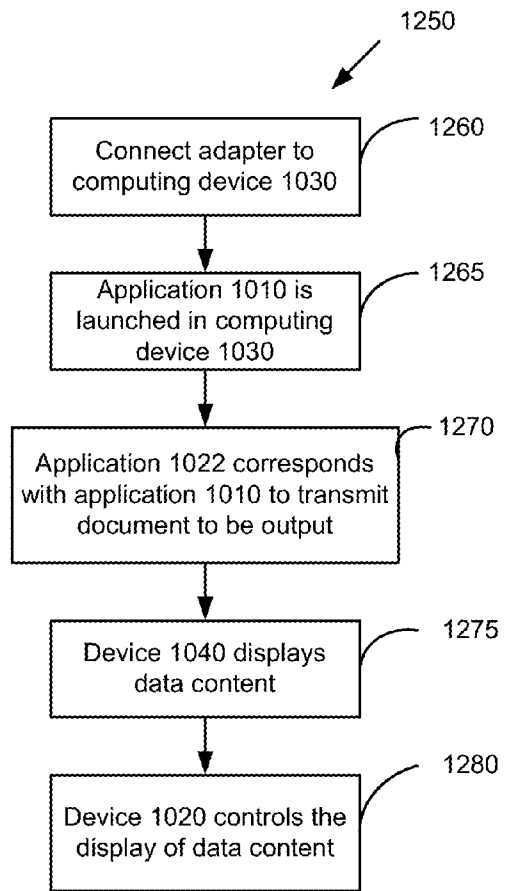 1250
Connect adapter to
computing device 1030
1260
Application 1010 is
launched in computing
device 1030
1265
Application 1022 corresponds
with application 1010 to transmit
document to be output
1270
Device 1040 displays
data content
1275
Device 1020 controls the
display of data content
1280